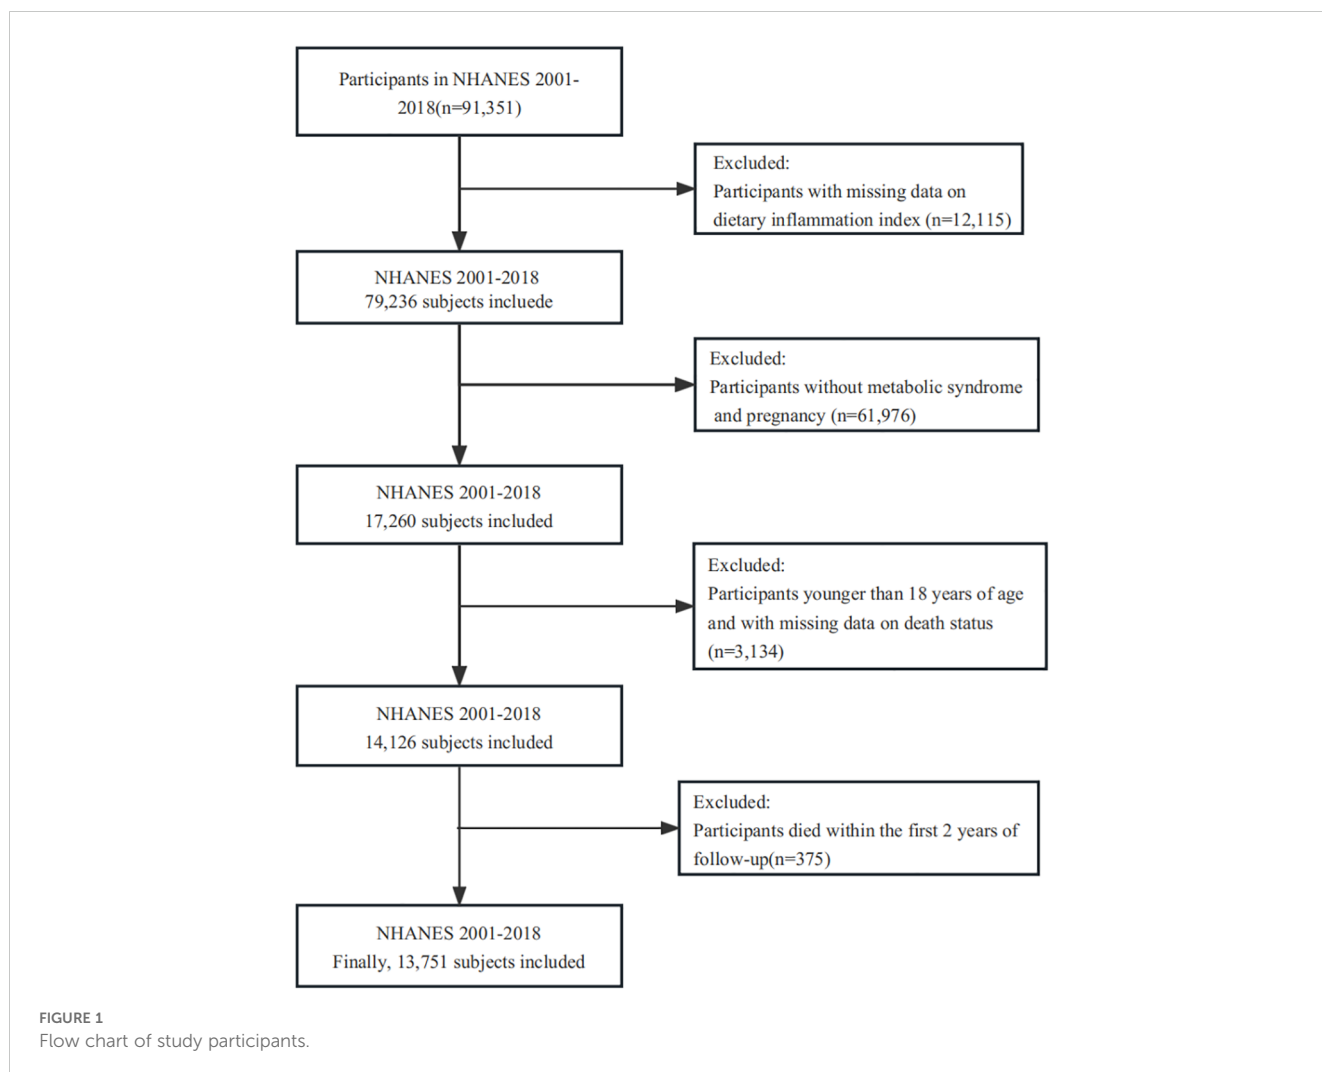 Participants in NHANES 2001-
2018(n=91,351)
Excluded:
Participants with missing data on
dietary inflammation index (n=12,115)
NHANES 2001-2018
79,236 subjects incluede
Excluded:
Participants without metabolic syndrome
and pregnancy (n=61,976)
NHANES 2001-2018
17,260 subjects included
Excluded:
Participants younger than 18 years of age
and with missing data on death status
(n=3,134)
NHANES 2001-2018
14,126 subjects included
Excluded:
Participants died within the first 2 years of
follow-up(n=375)
NHANES 2001-2018
Finally, 13,751 subjects included
FIGURE 1
Flow chart of study participants.